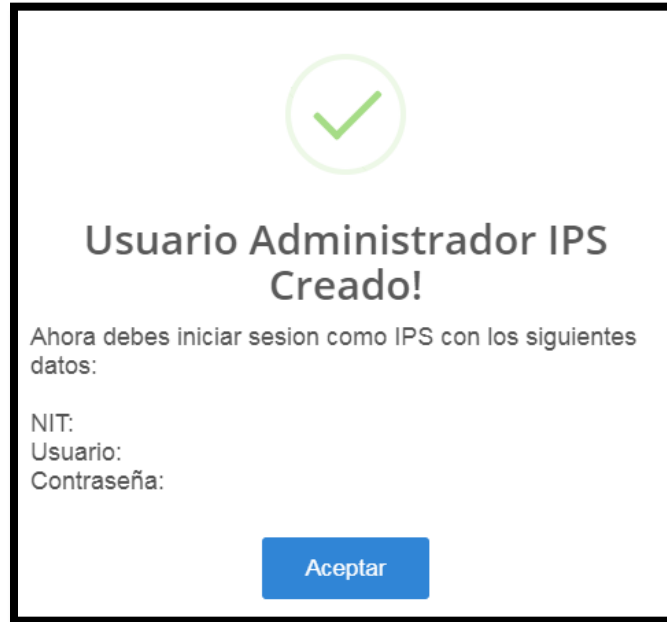 Usuario Administrador IPS
Creado!
Ahora debes iniciar sesion como IPS con los siguientes
datos:
NIT:
Usuario:
Contraseña:
Aceptar